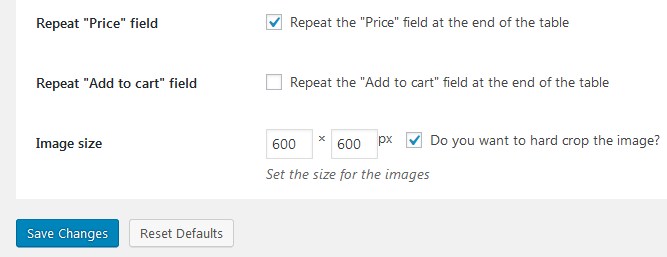 Repeat "Price" field
Repeat the "Price" field at the end of the table
Repeat "Add to cart" field
Repeat the "Add to cart" field at the end of the table
Image size
600 × 600 px Do you want to hard crop the image?
Set the size for the images
Save Changes
Reset Defaults